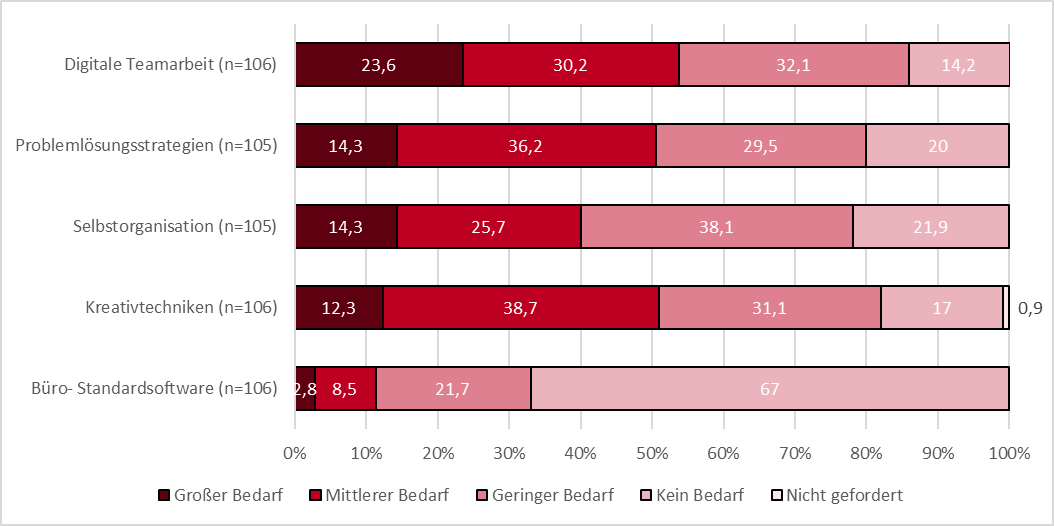 Digitale Teamarbeit (n=106) 23,6 30,2 32,1 14,2
Problemlösungsstrategien (n=105) 14,3 36,2 29,5 20
Selbstorganisation (n=105) 14,3 25,7 38,1 21,9
Kreativtechniken (n=106) 12,3 38,7 31,1 17 0,9
Büro- Standardsoftware (n=106) 2,8 8,5 21,7 67
0% 10% 20% 30% 40% 50% 60% 70% 80% 90% 100%
Großer Bedarf Mittlerer Bedarf Geringer Bedarf Kein Bedarf Nicht gefordert